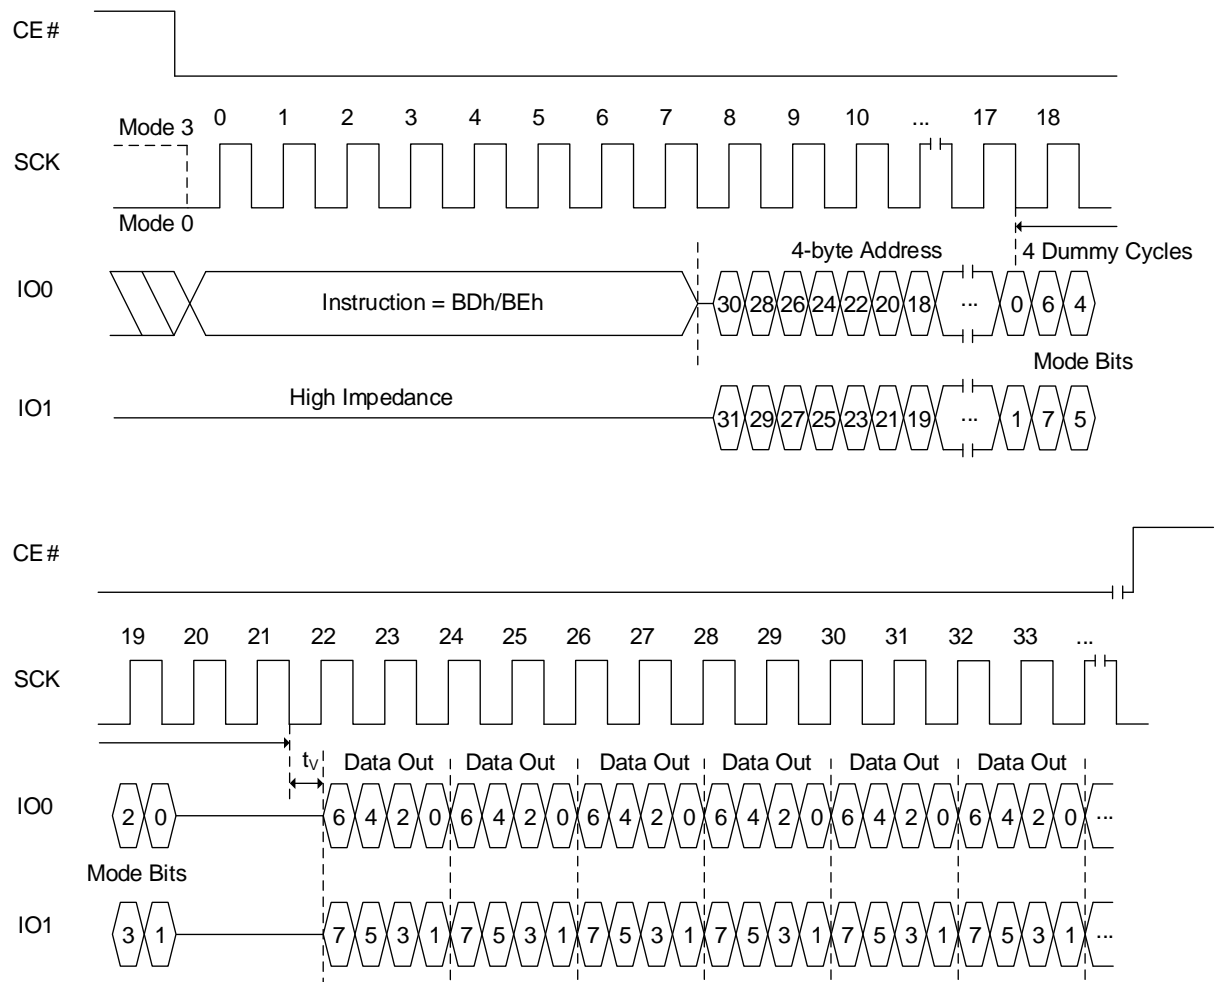 CE#
Mode 3 0 1 2 3 4 5 6 7 8 9 10 ... 17 18
SCK
Mode 0
4-byte Address 4 Dummy Cycles
IO0 Instruction = BDh/BEh 30 28 26 24 22 20 18 ... 0 6 4
Mode Bits
IO1 High Impedance 31 29 27 25 23 21 19 ... 1 7 5
CE#
19 20 21 22 23 24 25 26 27 28 29 30 31 32 33 ...
SCK
tV Data Out Data Out Data Out Data Out Data Out Data Out
IO0 2 0 6 4 2 0 6 4 2 0 6 4 2 0 6 4 2 0 6 4 2 0 6 4 2 0 ...
Mode Bits
IO1 3 1 7 5 3 1 7 5 3 1 7 5 3 1 7 5 3 1 7 5 3 1 7 5 3 1 ...